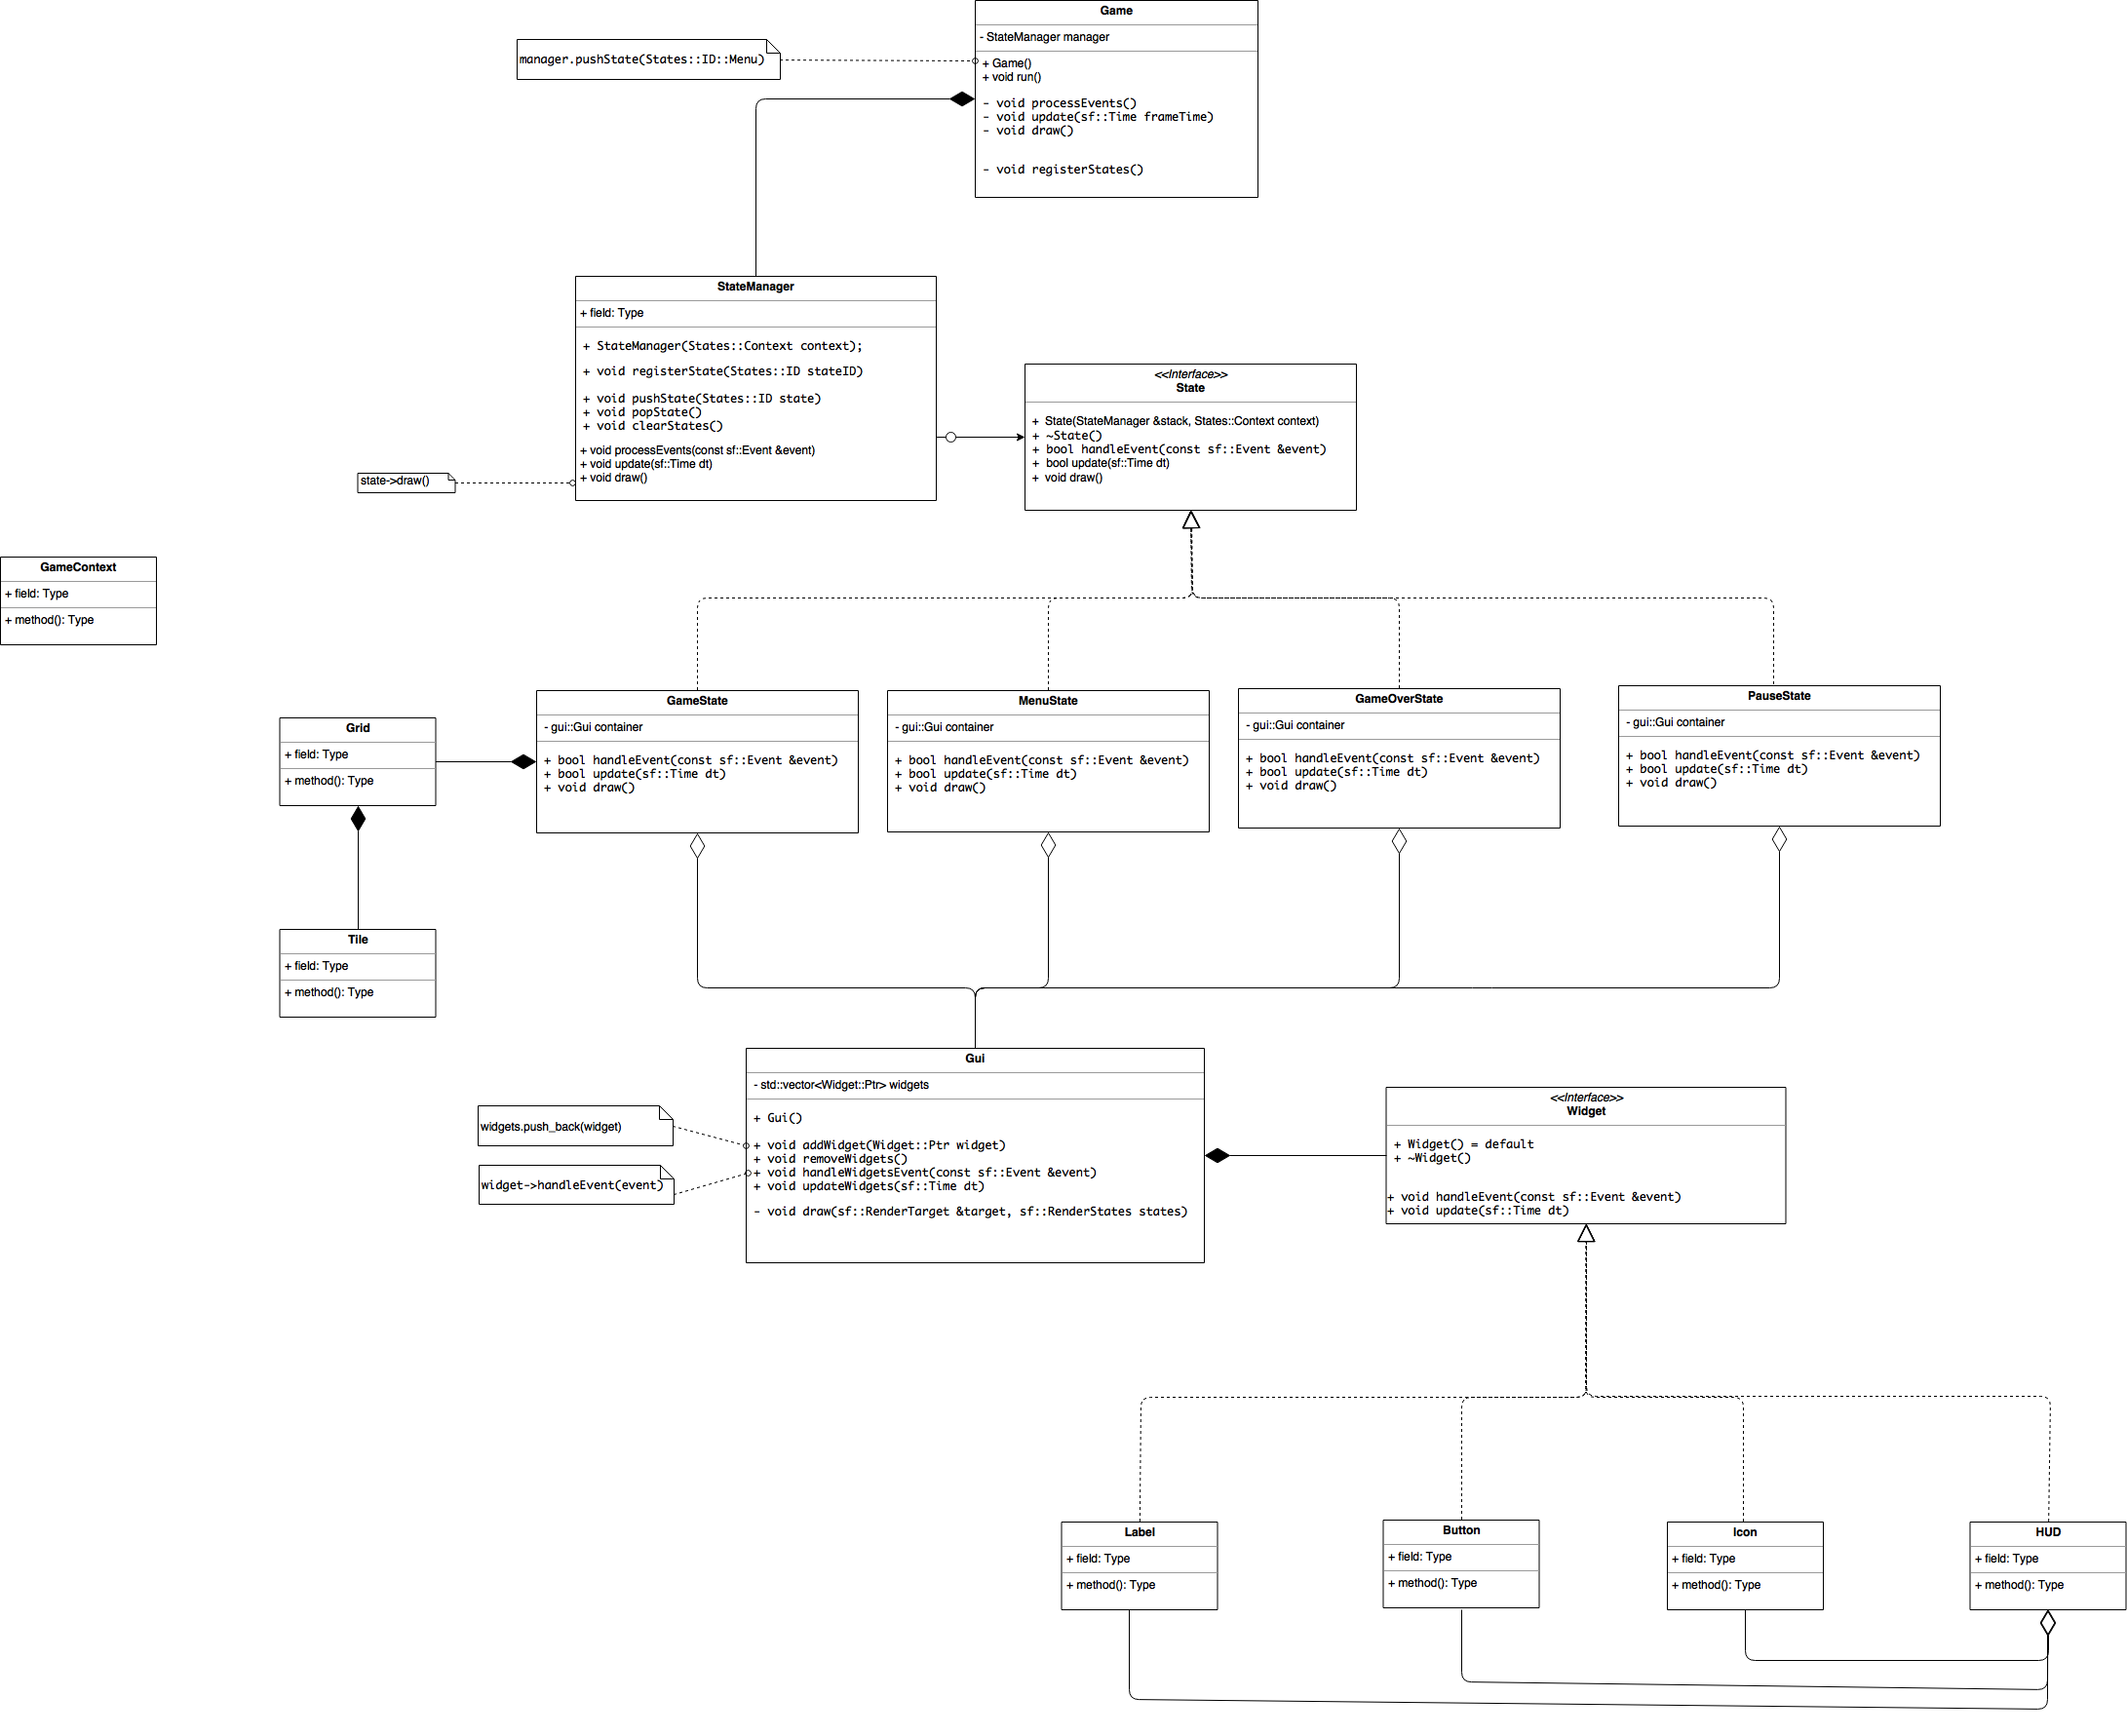 Game
- StateManager manager
+ Game()
+ void run()
- void processEvents()
- void update(sf::Time frameTime)
- void draw()
- void registerStates()
manager.pushState(States::ID::Menu)
StateManager
+ field: Type
+ StateManager(States::Context context);
+ void registerState(States::ID stateID)
+ void pushState(States::ID state)
+ void popState()
+ void clearStates()
+ void processEvents(const sf::Event &event)
+ void update(sf::Time dt)
+ void draw()
state->draw()
<<Interface>>
State
+ State(StateManager &stack, States::Context context)
+ ~State()
+ bool handleEvent(const sf::Event &event)
+ bool update(sf::Time dt)
+ void draw()
GameContext
+ field: Type
+ method(): Type
Grid
+ field: Type
+ method(): Type
GameState
- gui::Gui container
+ bool handleEvent(const sf::Event &event)
+ bool update(sf::Time dt)
+ void draw()
MenuState
- gui::Gui container
+ bool handleEvent(const sf::Event &event)
+ bool update(sf::Time dt)
+ void draw()
GameOverState
- gui::Gui container
+ bool handleEvent(const sf::Event &event)
+ bool update(sf::Time dt)
+ void draw()
PauseState
- gui::Gui container
+ bool handleEvent(const sf::Event &event)
+ bool update(sf::Time dt)
+ void draw()
Tile
+ field: Type
+ method(): Type
Gui
- std::vector<Widget::Ptr> widgets
+ Gui()
+ void addWidget(Widget::Ptr widget)
+ void removeWidgets()
+ void handleWidgetsEvent(const sf::Event &event)
+ void updateWidgets(sf::Time dt)
- void draw(sf::RenderTarget &target, sf::RenderStates states)
widgets.push_back(widget)
widget->handleEvent(event)
<<Interface>>
Widget
+ Widget() = default
+ ~Widget()
+ void handleEvent(const sf::Event &event)
+ void update(sf::Time dt)
Label
+ field: Type
+ method(): Type
Button
+ field: Type
+ method(): Type
Icon
+ field: Type
+ method(): Type
HUD
+ field: Type
+ method(): Type